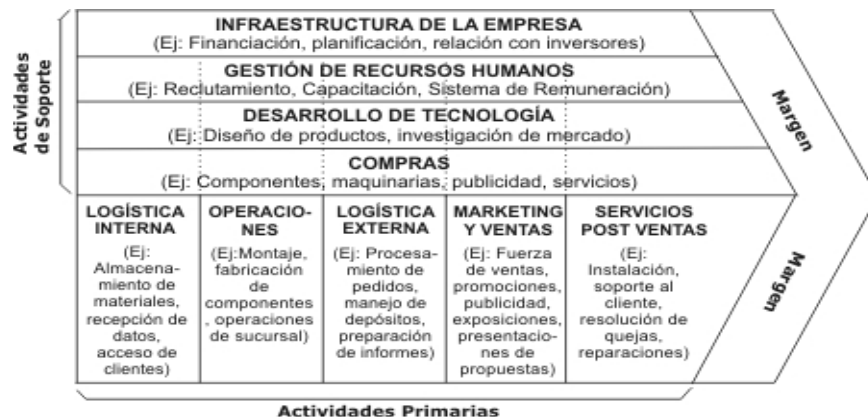 INFRAESTRUCTURA DE LA EMPRESA
(Ej: Financiación, planificación, relación con inversores)
GESTIÓN DE RECURSOS HUMANOS
(Ej: Reclutamiento, Capacitación, Sistema de Remuneración)
DESARROLLO DE TECNOLOGÍA
(Ej: Diseño de productos, investigación de mercado)
COMPRAS
(Ej: Componentes, maquinarias, publicidad, servicios)
Actividades
de Soporte
Margen
LOGÍSTICA
INTERNA
(Ej:
Almacena-
miento de
materiales,
recepción de
datos,
acceso de
clientes)
OPERACIO-
NES
(Ej:Montaje,
fabricación
de
componentes
, operaciones
de sucursal)
LOGÍSTICA
EXTERNA
(Ej: Procesa-
miento de
pedidos,
manejo de
depósitos,
preparación
de informes)
MARKETING
Y VENTAS
(Ej: Fuerza
de ventas,
promociones,
publicidad,
exposiciones,
presentacio-
nes de
propuestas)
SERVICIOS
POST VENTAS
(Ej:
Instalación,
soporte al
cliente,
resolución de
quejas,
reparaciones)
Margen
Actividades Primarias